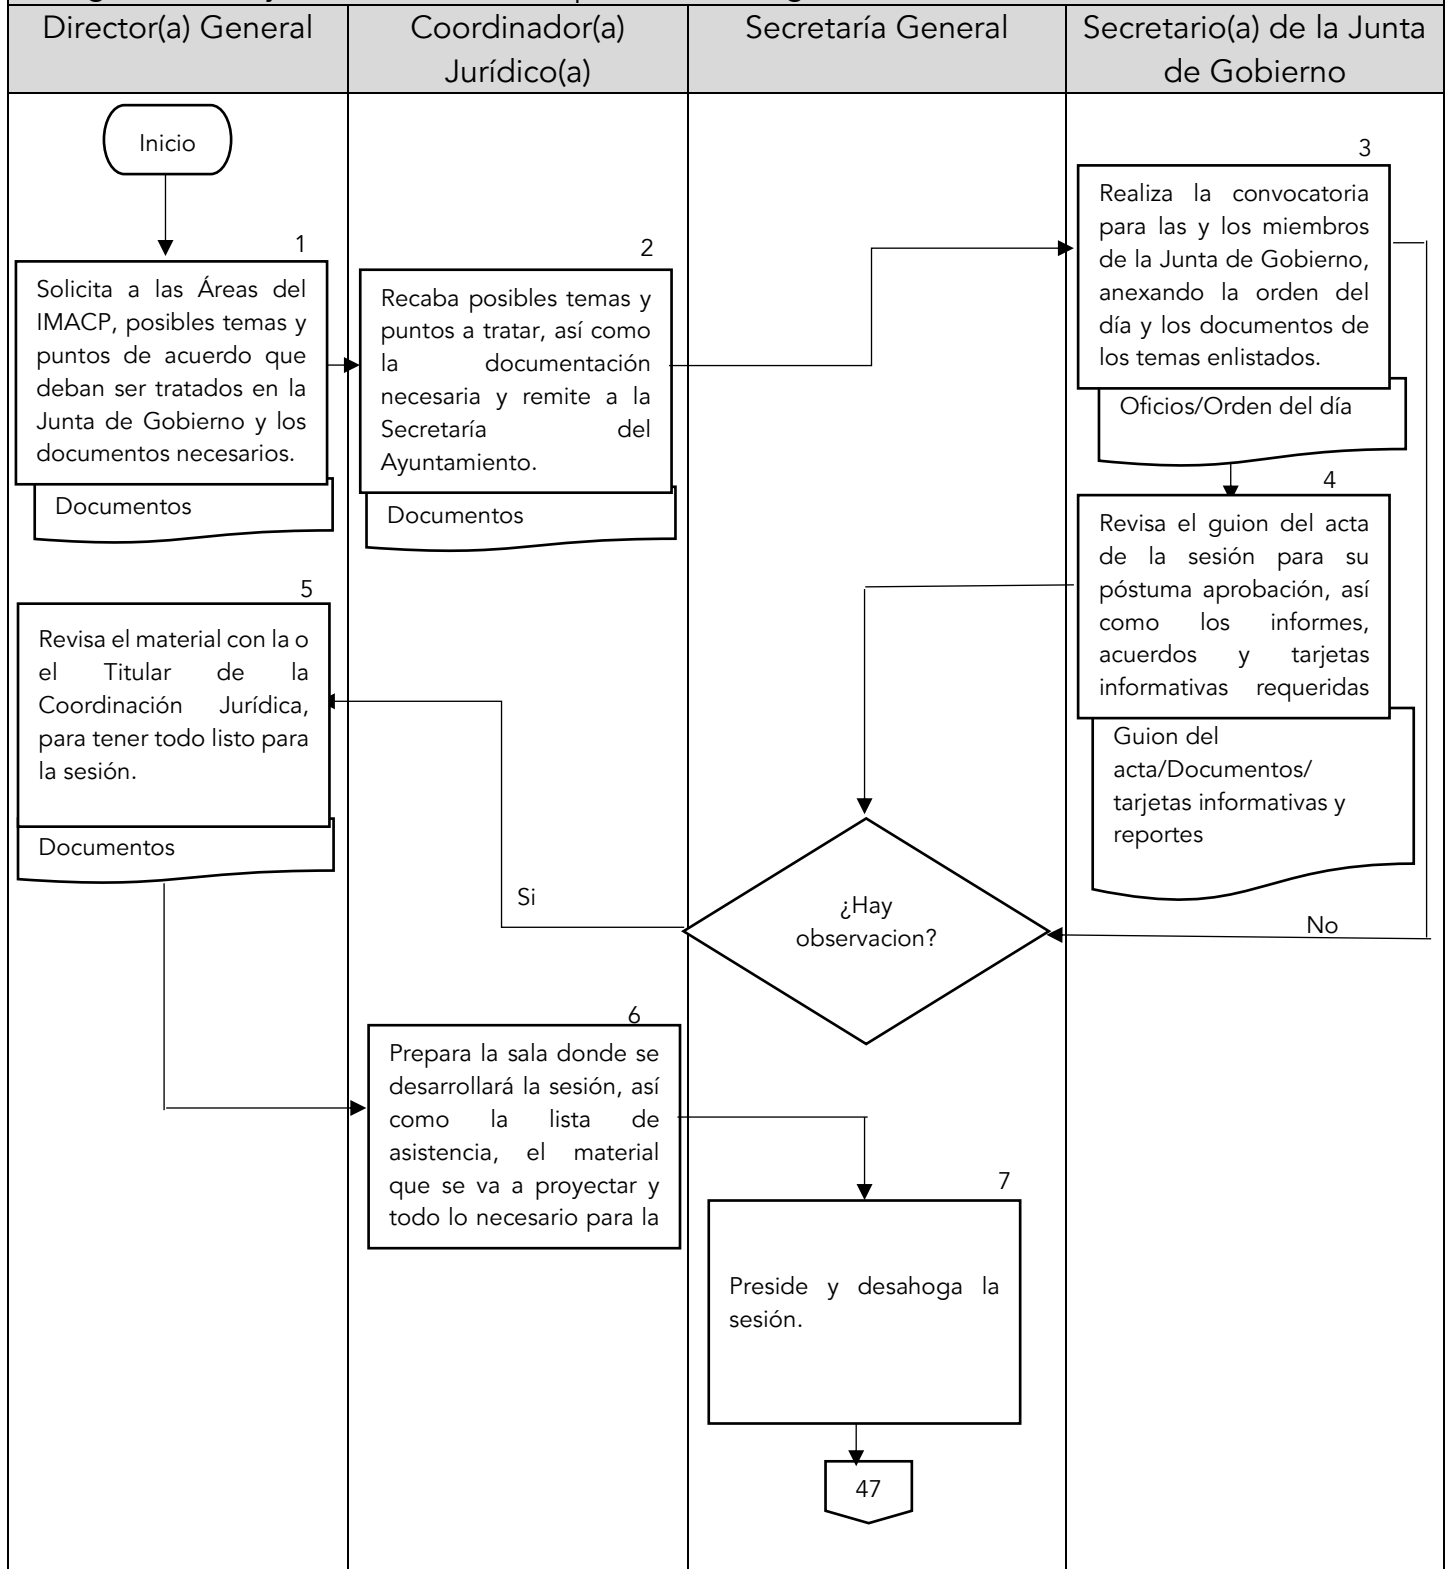 Director(a) General
Coordinador(a)
Jurídico(a)
Secretaría General
Secretario(a) de la Junta
de Gobierno
Inicio
1
Solicita a las Áreas del
IMACP, posibles temas y
puntos de acuerdo que
deban ser tratados en la
Junta de Gobierno y los
documentos necesarios.
Documentos
2
Recaba posibles temas y
puntos a tratar, así como
la documentación
necesaria y remite a la
Secretaría del
Ayuntamiento.
Documentos
3
Realiza la convocatoria
para las y los miembros
de la Junta de Gobierno,
anexando la orden del
día y los documentos de
los temas enlistados.
Oficios/Orden del día
4
Revisa el guion del acta
de la sesión para su
póstuma aprobación, así
como los informes,
acuerdos y tarjetas
informativas requeridas
Guion del
acta/Documentos/
tarjetas informativas y
reportes
5
Revisa el material con la o
el Titular de la
Coordinación Jurídica,
para tener todo listo para
la sesión.
Documentos
Si
¿Hay
observacion?
No
6
Prepara la sala donde se
desarrollará la sesión, así
como la lista de
asistencia, el material
que se va a proyectar y
todo lo necesario para la
7
Preside y desahoga la
sesión.
47